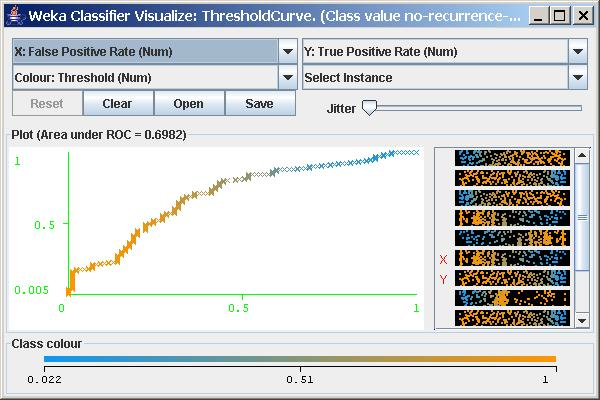 Weka Classifier Visualize: ThresholdCurve. (Class value no-recurrence-...
X: False Positive Rate (Num) Y: True Positive Rate (Num)
Colour: Threshold (Num) Select Instance
Reset Clear Open Save Jitter
Plot (Area under ROC = 0.6982)
1
0.5
0.005
0 0.5 1
X
Y
Class colour
0.022 0.51 1